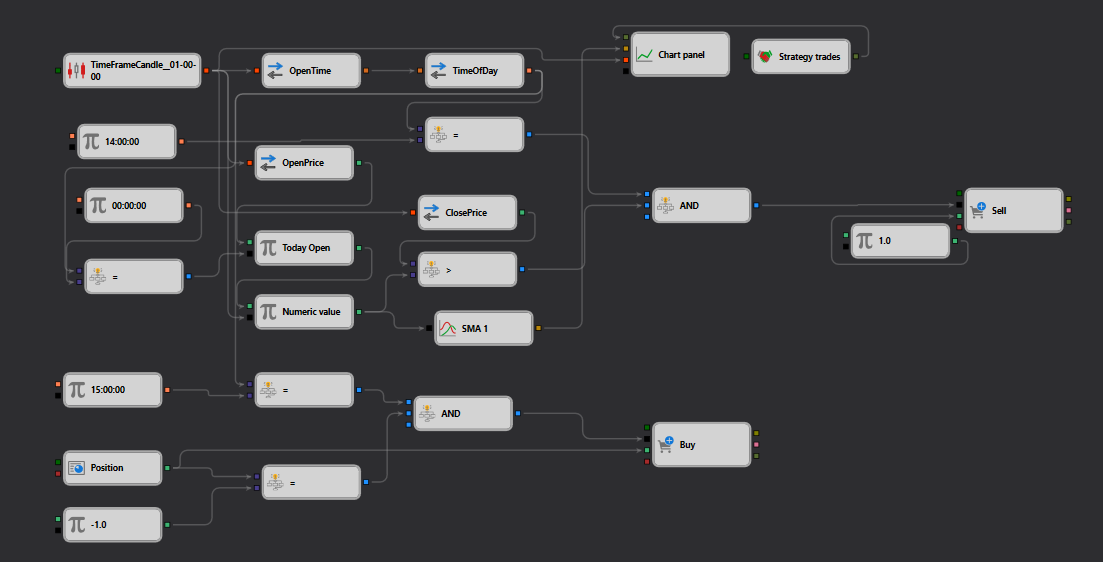 Chart panel
Strategy trades
TimeFrameCandle_01-00-
00
OpenTime
TimeOfDay
14:00:00
=
OpenPrice
00:00:00
ClosePrice
AND
Sell
1.0
Today Open
=
>
Numeric value
SMA 1
15:00:00
=
AND
Buy
Position
=
-1.0